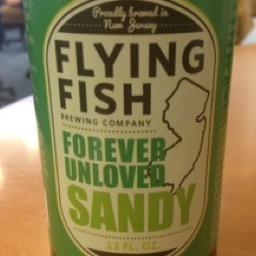 Proudly brewed in
New Jersey
FLYING
FISH
BREWING COMPANY
FOREVER
UNLOVED
SANDY
12 FL. OZ.